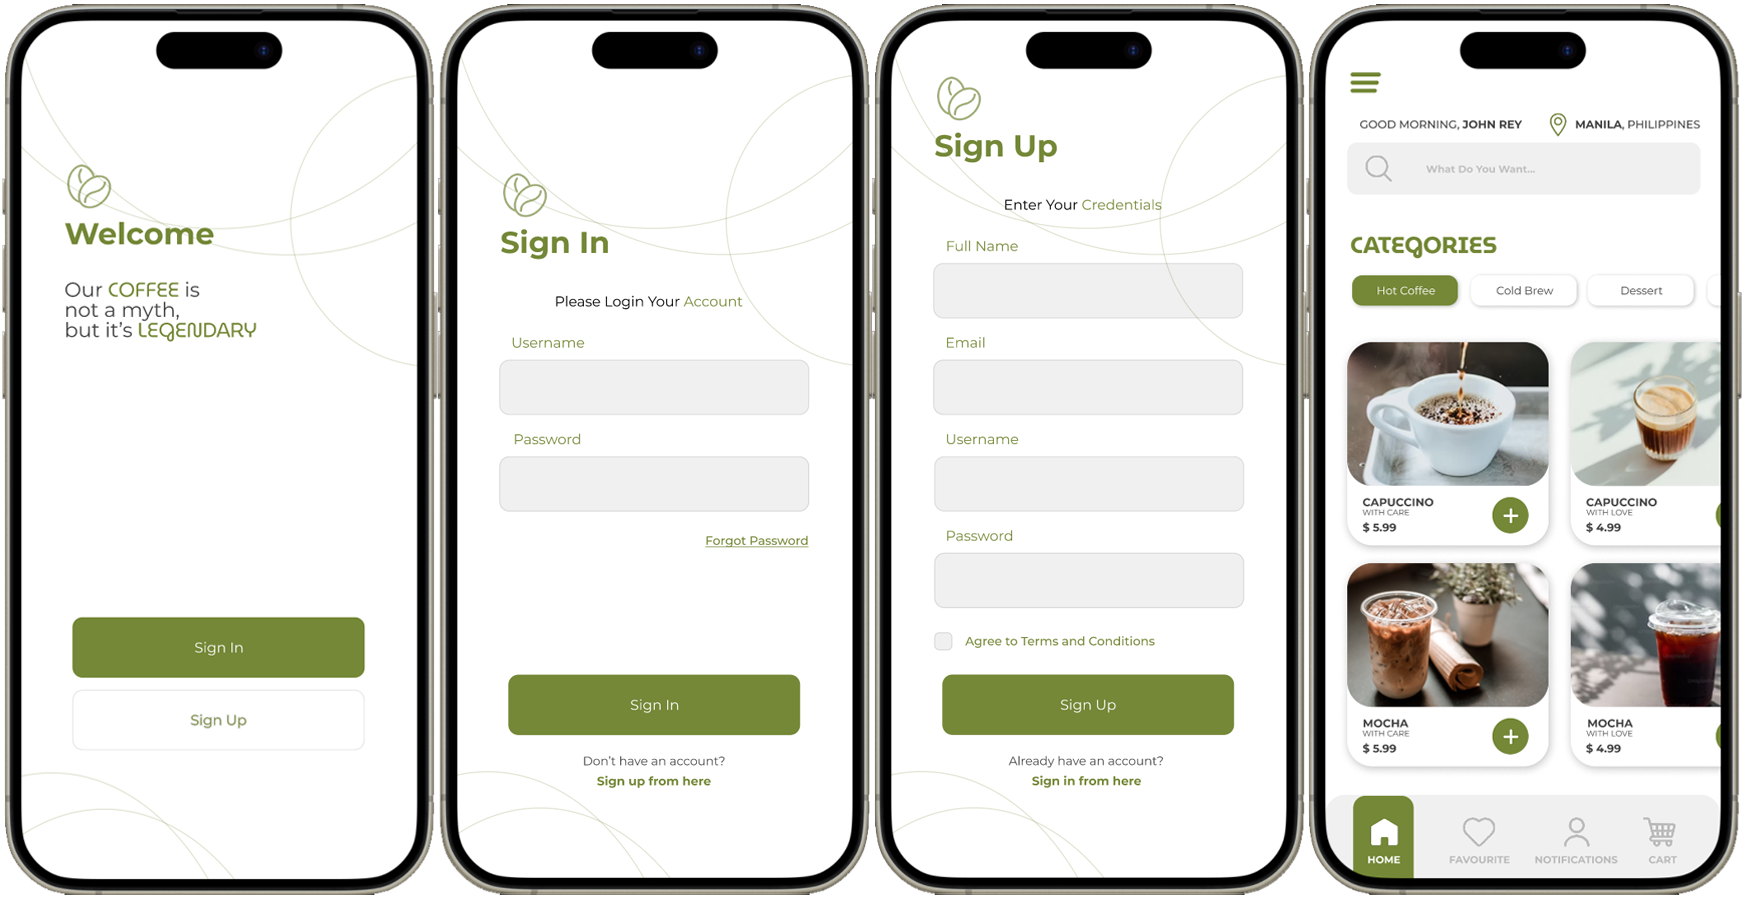 Welcome
Our COFFEE is
not a myth,
but it's LEGENDARY
Sign In
Sign Up
Sign In
Please Login Your Account
Username
Password
Forgot Password
Sign In
Don't have an account?
Sign up from here
Sign Up
Enter Your Credentials
Full Name
Email
Username
Password
Agree to Terms and Conditions
Sign Up
Already have an account?
Sign in from here
GOOD MORNING, JOHN REY
MANILA, PHILIPPINES
What Do You Want...
CATEGORIES
Hot Coffee
Cold Brew
Dessert
CAPUCCINO
WITH CARE
$ 5.99
CAPUCCINO
WITH LOVE
$ 4.99
MOCHA
WITH CARE
$ 5.99
MOCHA
WITH LOVE
$ 4.99
HOME
FAVOURITE
NOTIFICATIONS
CART